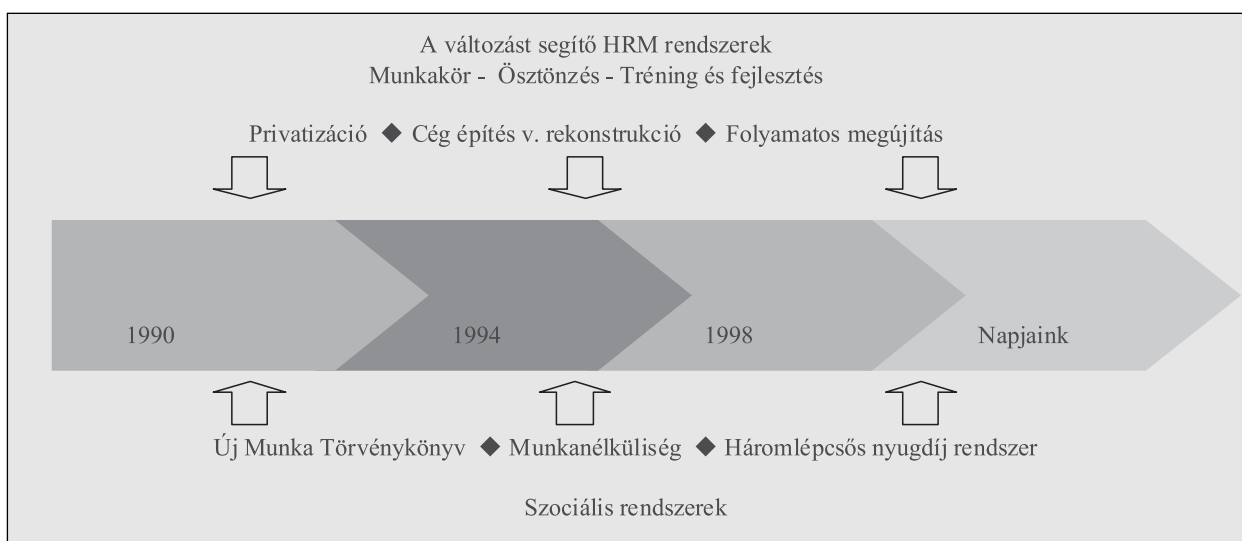 A változást segítő HRM rendszerek
Munkakör - Ösztönzés - Tréning és fejlesztés
Privatizáció ◆ Cég építés v. rekonstrukció ◆ Folyamatos megújítás
1990 1994 1998 Napjaink
Új Munka Törvénykönyv ◆ Munkanélküliség ◆ Háromlépcsős nyugdíj rendszer
Szociális rendszerek